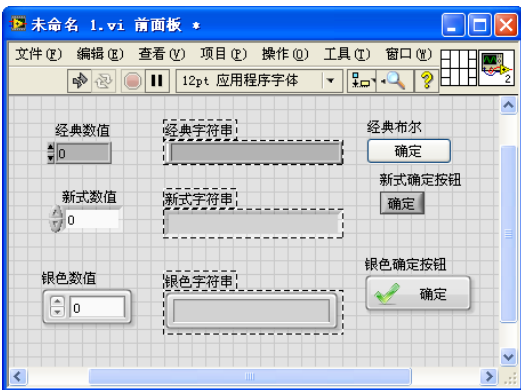 未命名 1.vi 前面板 *
文件(F) 编辑(E) 查看(V) 项目(P) 操作(O) 工具(T) 窗口(W)
12pt 应用程序字体
2
经典数值 经典字符串 经典布尔
0 确定
新式数值 新式字符串 新式确定按钮
0 确定
银色数值 银色字符串 银色确定按钮
0 确定